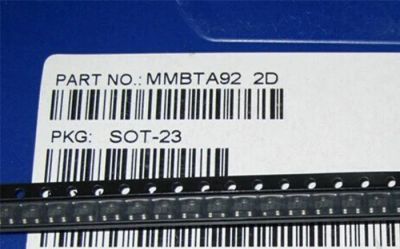 PART NO.: MMBTA92 2D
PKG: SOT-23